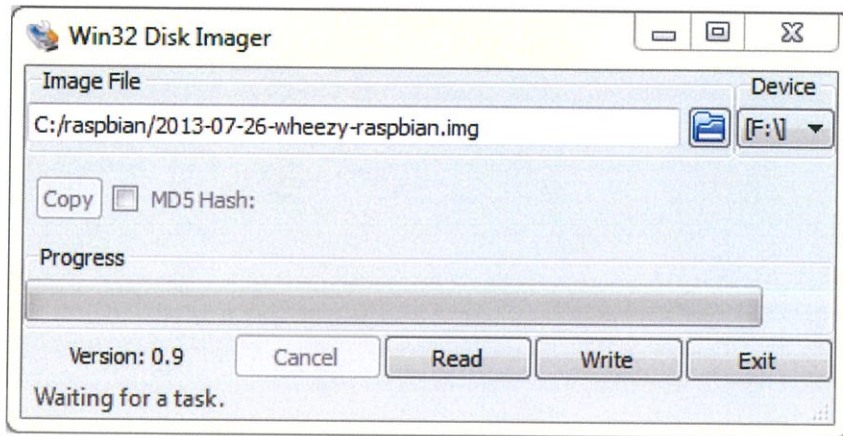 Win32 Disk Imager
Image File
Device
C:/raspbian/2013-07-26-wheezy-raspbian.img
[F:\]
Copy
MD5 Hash:
Progress
Version: 0.9
Cancel
Read
Write
Exit
Waiting for a task.